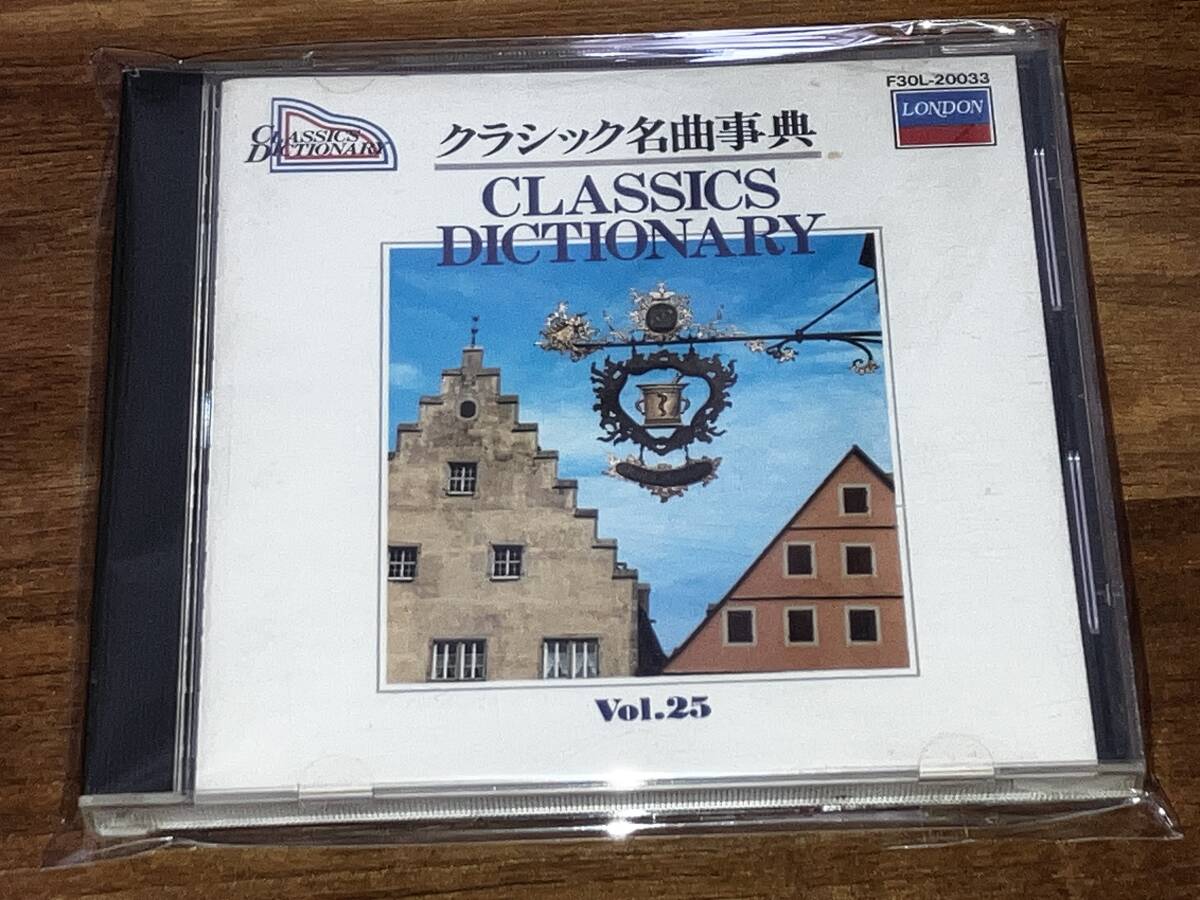 F30L-20033
LONDON
CLASSICS
DICTIONARY
クラシック名曲事典
CLASSICS
DICTIONARY
Vol.25